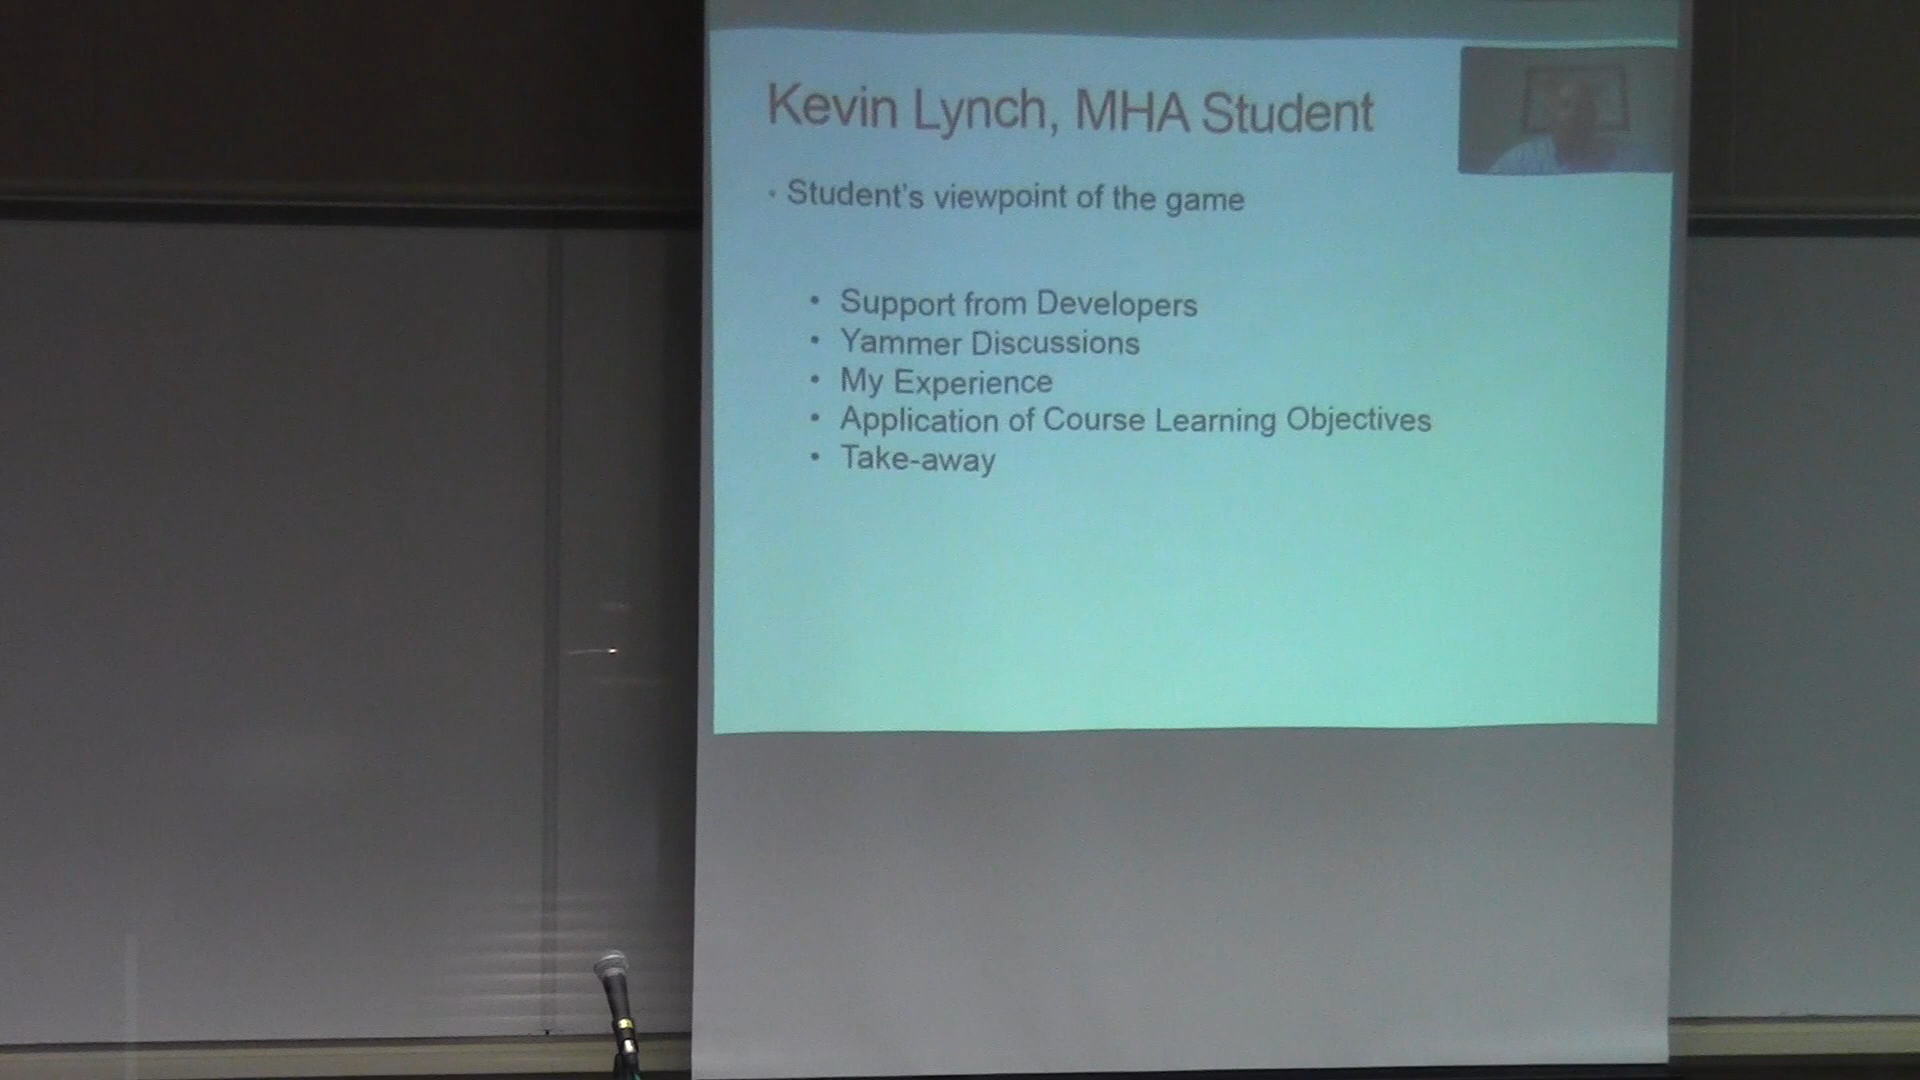 Kevin Lynch, MHA Student
• Student's viewpoint of the game
• Support from Developers
• Yammer Discussions
• My Experience
• Application of Course Learning Objectives
• Take-away